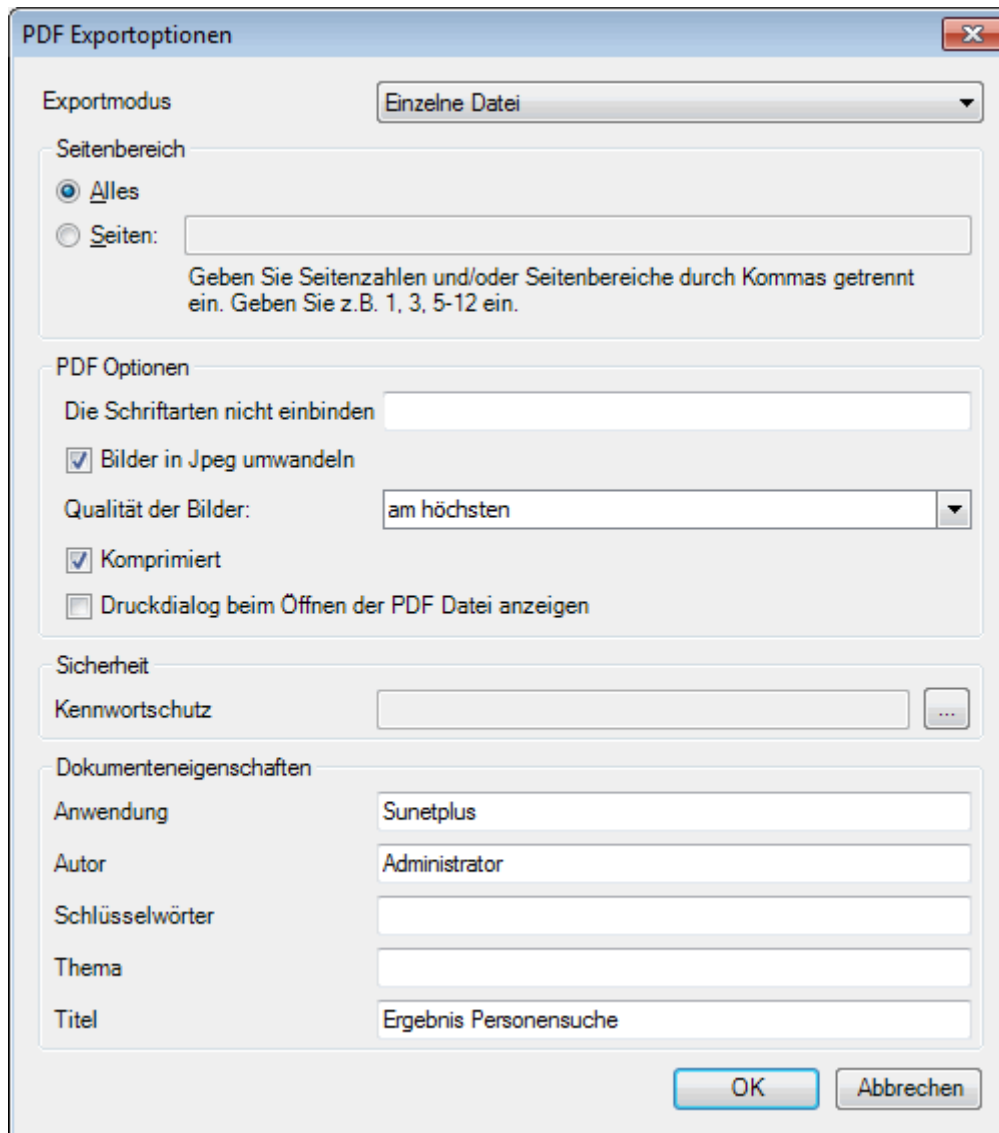 PDF Exportoptionen
Exportmodus Einzelne Datei
Seitenbereich
Alles
Seiten:
Geben Sie Seitenzahlen und/oder Seitenbereiche durch Kommas getrennt
ein. Geben Sie z.B. 1, 3, 5-12 ein.
PDF Optionen
Die Schriftarten nicht einbinden
Bilder in Jpeg umwandeln
Qualität der Bilder: am höchsten
Komprimiert
Druckdialog beim Öffnen der PDF Datei anzeigen
Sicherheit
Kennwortschutz ...
Dokumenteneigenschaften
Anwendung Sunetplus
Autor Administrator
Schlüsselwörter
Thema
Titel Ergebnis Personensuche
OK Abbrechen